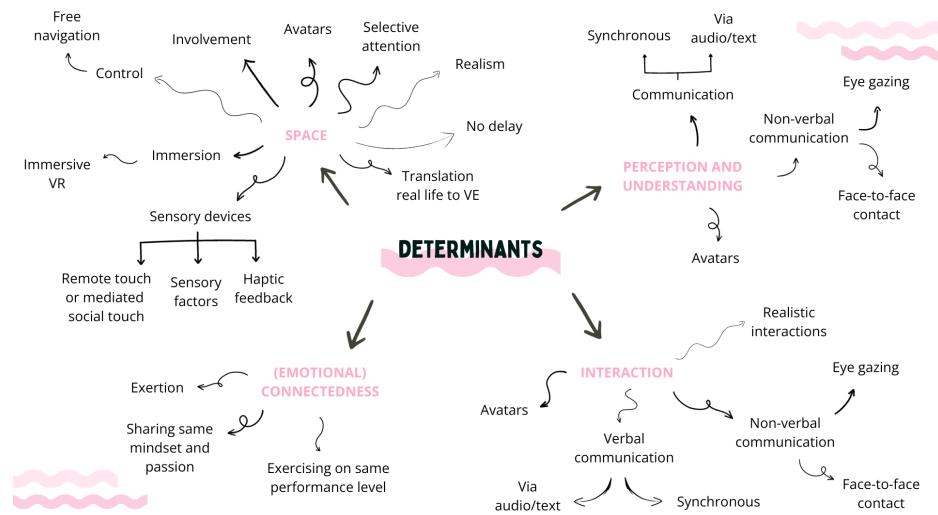 Free
navigation
Involvement
Avatars
Selective
attention
Control
Realism
SPACE
No delay
Immersive
VR
Immersion
Translation
real life to VE
Sensory devices
Remote touch
or mediated
social touch
Sensory
factors
Haptic
feedback
Synchronous
Via
audio/text
Communication
Eye gazing
Non-verbal
communication
PERCEPTION AND
UNDERSTANDING
Face-to-face
contact
Avatars
DETERMINANTS
(EMOTIONAL)
CONNECTEDNESS
Exertion
Sharing same
mindset and
passion
Exercising on same
performance level
Realistic
interactions
INTERACTION
Eye gazing
Avatars
Verbal
communication
Non-verbal
communication
Via
audio/text
Synchronous
Face-to-face
contact